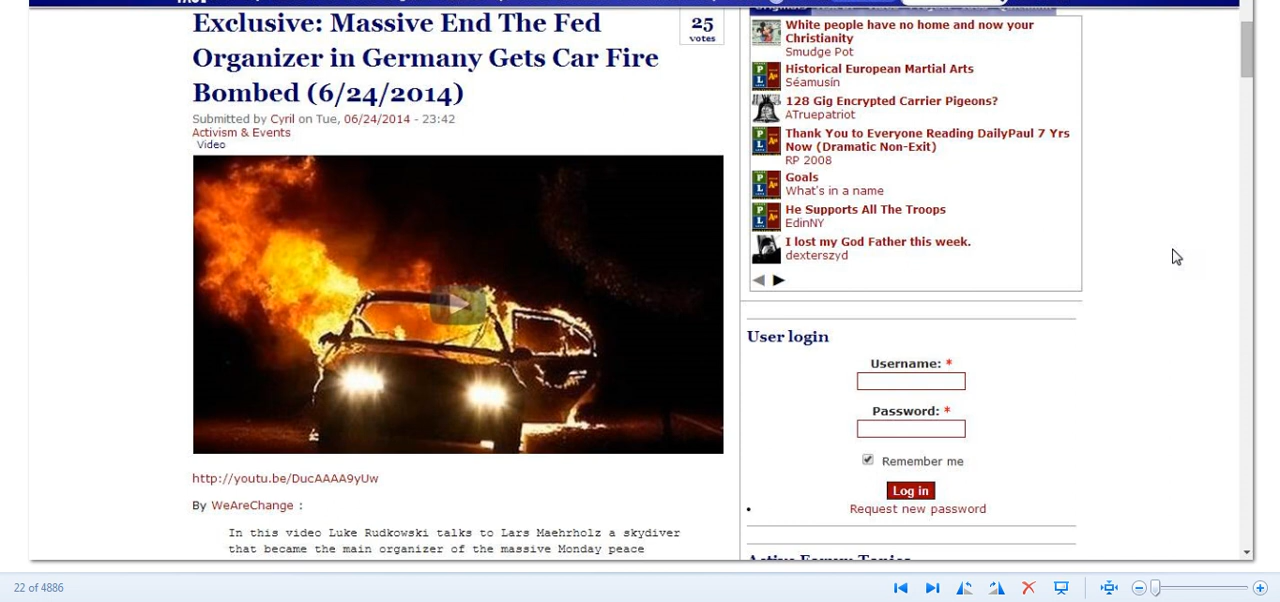 Exclusive: Massive End The Fed
Organizer in Germany Gets Car Fire
Bombed (6/24/2014)
25
votes
Submitted by Cyril on Tue, 06/24/2014 - 23:42
Activism & Events
Video
http://youtu.be/DucAAAA9yUw
By WeAreChange :
In this video Luke Rudkowski talks to Lars Maehrholz a skydiver
that became the main organizer of the massive Monday peace
White people have no home and now your
Christianity
Smudge Pot
Historical European Martial Arts
Séamusín
128 Gig Encrypted Carrier Pigeons?
ATruepatriot
Thank You to Everyone Reading DailyPaul 7 Yrs
Now (Dramatic Non-Exit)
RP 2008
Goals
What's in a name
He Supports All The Troops
EdinNY
I lost my God Father this week.
dexterszyd
User login
Username: *
Password: *
Remember me
Log in
Request new password
Active Forum Topics
22 of 4886